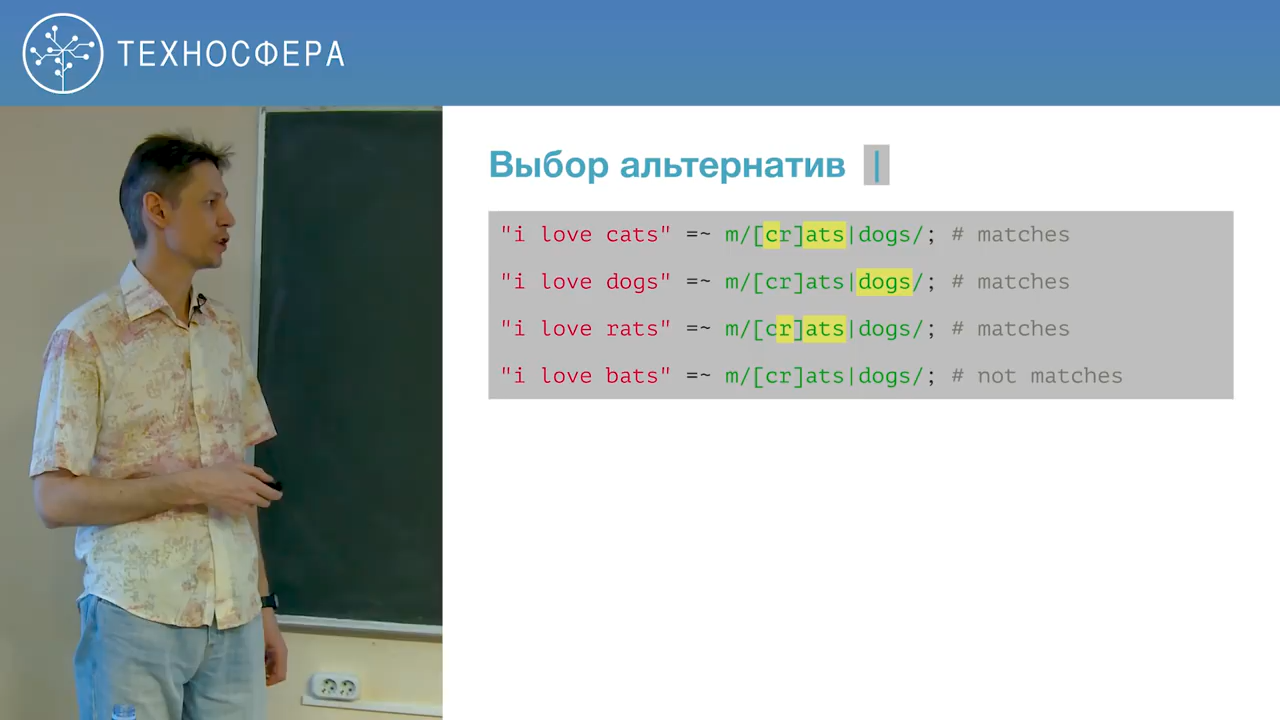 ТЕХНОСФЕРА
Выбор альтернатив |
"i love cats" =~ m/[cr]ats|dogs/; # matches
"i love dogs" =~ m/[cr]ats|dogs/; # matches
"i love rats" =~ m/[cr]ats|dogs/; # matches
"i love bats" =~ m/[cr]ats|dogs/; # not matches